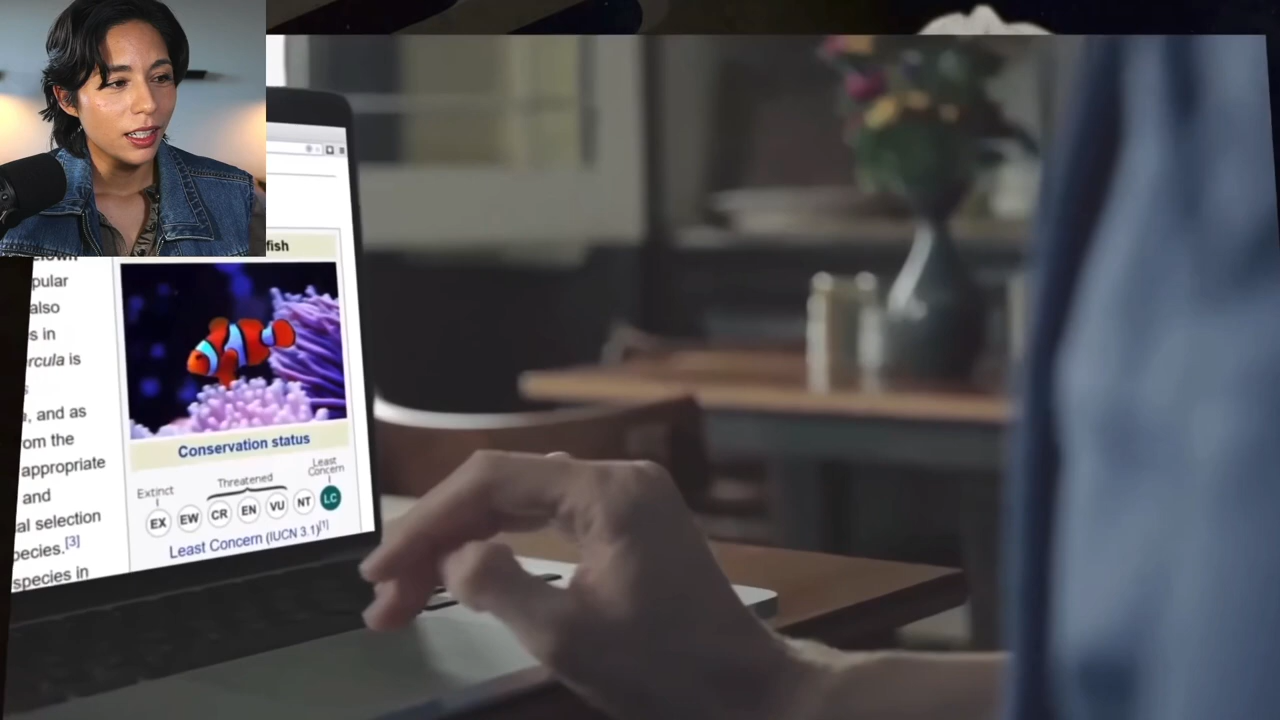 fish
pular
also
s in
rcula is
, and as
om the
appropriate
and
al selection
pecies.[3]
species in
Conservation status
Extinct
Threatened
Least
Concern
EX EW CR EN VU NT LC
Least Concern (IUCN 3.1)[1]